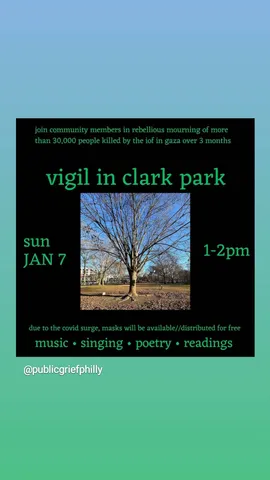 join community members in rebellious mourning of more
than 30,000 people killed by the iof in gaza over 3 months
vigil in clark park
sun
JAN 7
1-2pm
due to the covid surge, masks will be available//distributed for free
music • singing • poetry • readings
@publicgriefphilly